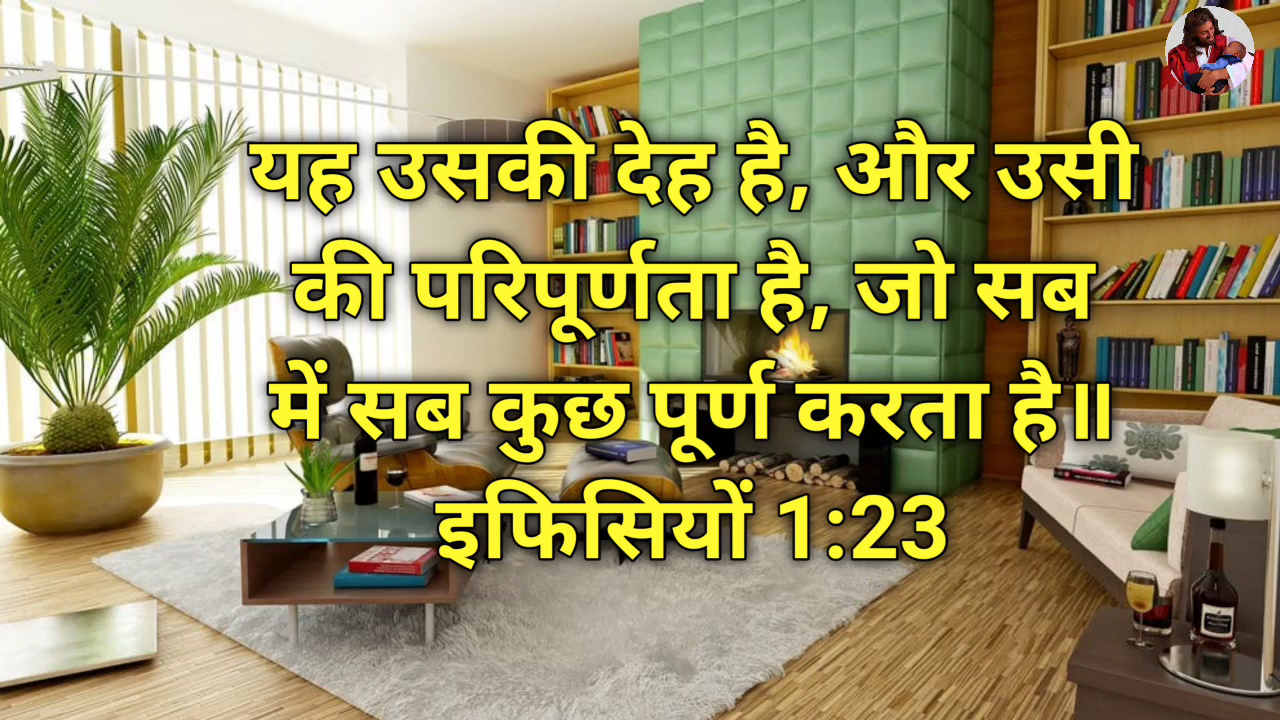 यह उसकी देह है, और उसी
की परिपूर्णता है, जो सब
में सब कुछ पूर्ण करता है॥
इफिसियों 1:23